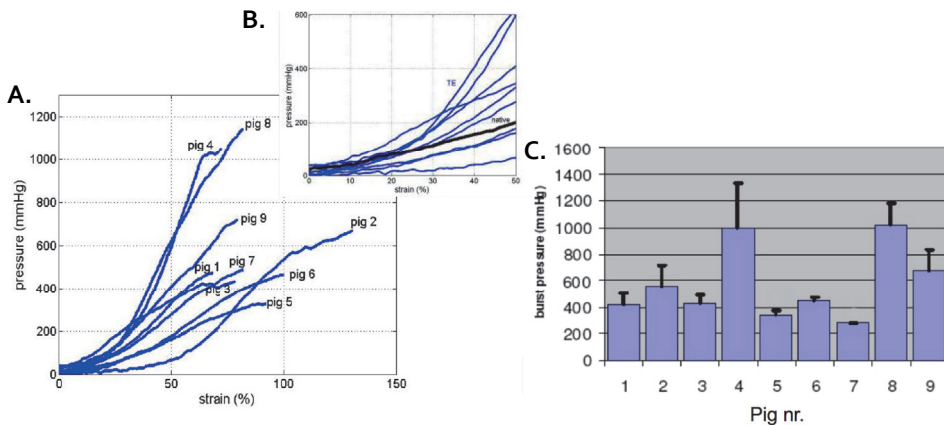 A.
1200
1000
800
600
400
200
0
0
50
100
150
pressure (mmHg)
strain (%)
pig 8
pig 4
pig 9
pig 2
pig 1
pig 7
pig 3
pig 6
pig 5
B.
600
400
200
0
0
10
20
30
40
50
pressure (mmHg)
strain (%)
TE
native
C.
1600
1400
1200
1000
800
600
400
200
0
burst pressure (mmHg)
1 2 3 4 5 6 7 8 9
Pig nr.